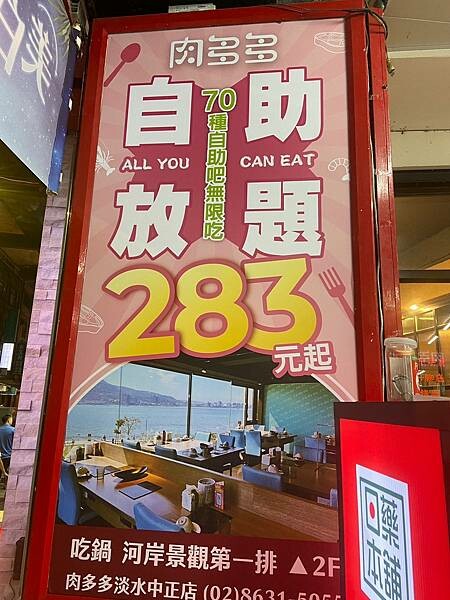 肉多多
自助
70種自助吧無限吃
ALL YOU CAN EAT
放題
283
元起
吃鍋 河岸景觀第一排 ▲2F
肉多多淡水中正店 (02)8631-5055
日藥
本舖